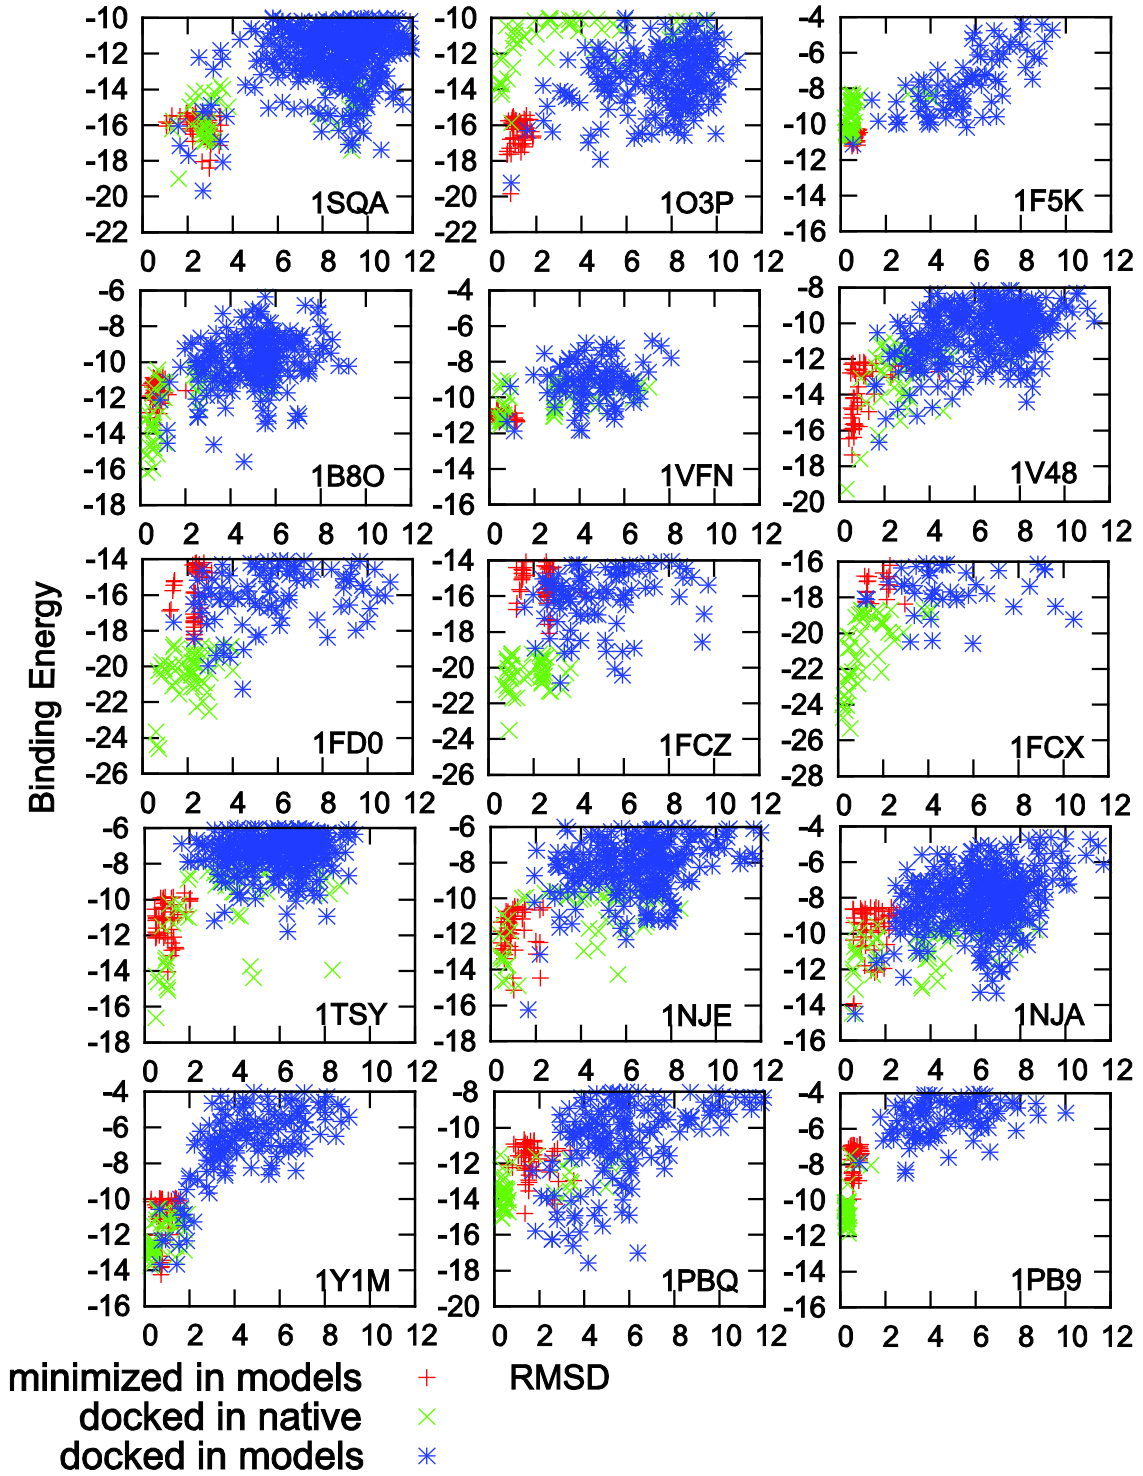 -10 -10 -4
-12 -11 -6
-14 -12 -8
-16 -13 -10
-18 -14 -12
-20 -15 -14
-22 -16 -16
1SQA 1O3P 1F5K
0 2 4 6 8 10 12 0 2 4 6 8 10 12 0 2 4 6 8 10 12
-6 -4 -8
-8 -6 -10
-10 -8 -12
-12 -10 -14
-14 -12 -16
-16 -14 -18
-18 -16 -20
1B8O 1VFN 1V48
0 2 4 6 8 10 12 0 2 4 6 8 10 12 0 2 4 6 8 10 12
Binding Energy
-14 -14 -16
-16 -16 -18
-18 -18 -20
-20 -20 -22
-22 -22 -24
-24 -24 -26
-26 -26 -28
1FD0 1FCZ 1FCX
0 2 4 6 8 10 12 0 2 4 6 8 10 12 0 2 4 6 8 10 12
-6 -6 -4
-8 -8 -6
-10 -10 -8
-12 -12 -10
-14 -14 -12
-16 -16 -14
-18 -18 -16
1TSY 1NJE 1NJA
0 2 4 6 8 10 12 0 2 4 6 8 10 12 0 2 4 6 8 10 12
-4 -8 -4
-6 -10 -6
-8 -12 -8
-10 -14 -10
-12 -16 -12
-14 -18 -14
-16 -20 -16
1Y1M 1PBQ 1PB9
0 2 4 6 8 10 12 0 2 4 6 8 10 12 0 2 4 6 8 10 12
RMSD
minimized in models
docked in native
docked in models